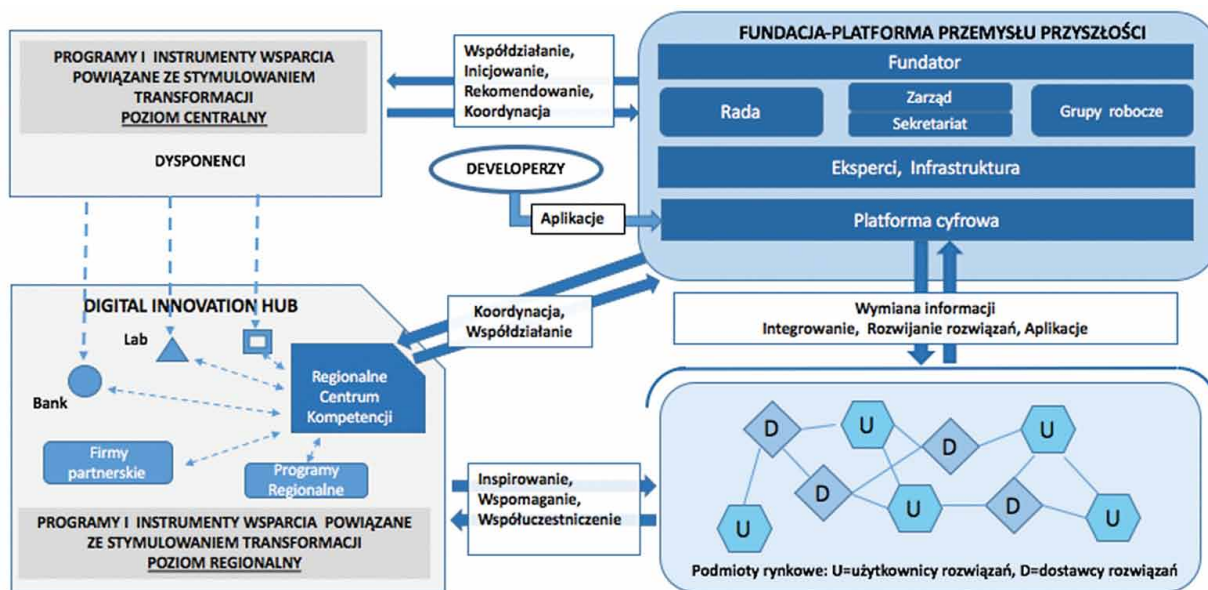 PROGRAMY I INSTRUMENTY WSPARCIA
POWIĄZANE ZE STYMULOWANIEM
TRANSFORMACJI
POZIOM CENTRALNY
DYSPONENCI
Współdziałanie,
Inicjowanie,
Rekomendowanie,
Koordynacja
FUNDACJA-PLATFORMA PRZEMYSŁU PRZYSZŁOŚCI
Fundator
Rada
Zarząd
Sekretariat
Grupy robocze
Eksperci, Infrastruktura
Platforma cyfrowa
DEVELOPERZY
Aplikacje
DIGITAL INNOVATION HUB
Lab
Bank
Regionalne
Centrum
Kompetencji
Firmy
partnerskie
Programy
Regionalne
PROGRAMY I INSTRUMENTY WSPARCIA POWIĄZANE
ZE STYMULOWANIEM TRANSFORMACJI
POZIOM REGIONALNY
Koordynacja,
Współdziałanie
Wymiana informacji
Integrowanie, Rozwijanie rozwiązań, Aplikacje
Inspirowanie,
Wspomaganie,
Współuczestniczenie
D
U
D
U
D
U
U
D
U
Podmioty rynkowe: U=użytkownicy rozwiązań, D=dostawcy rozwiązań